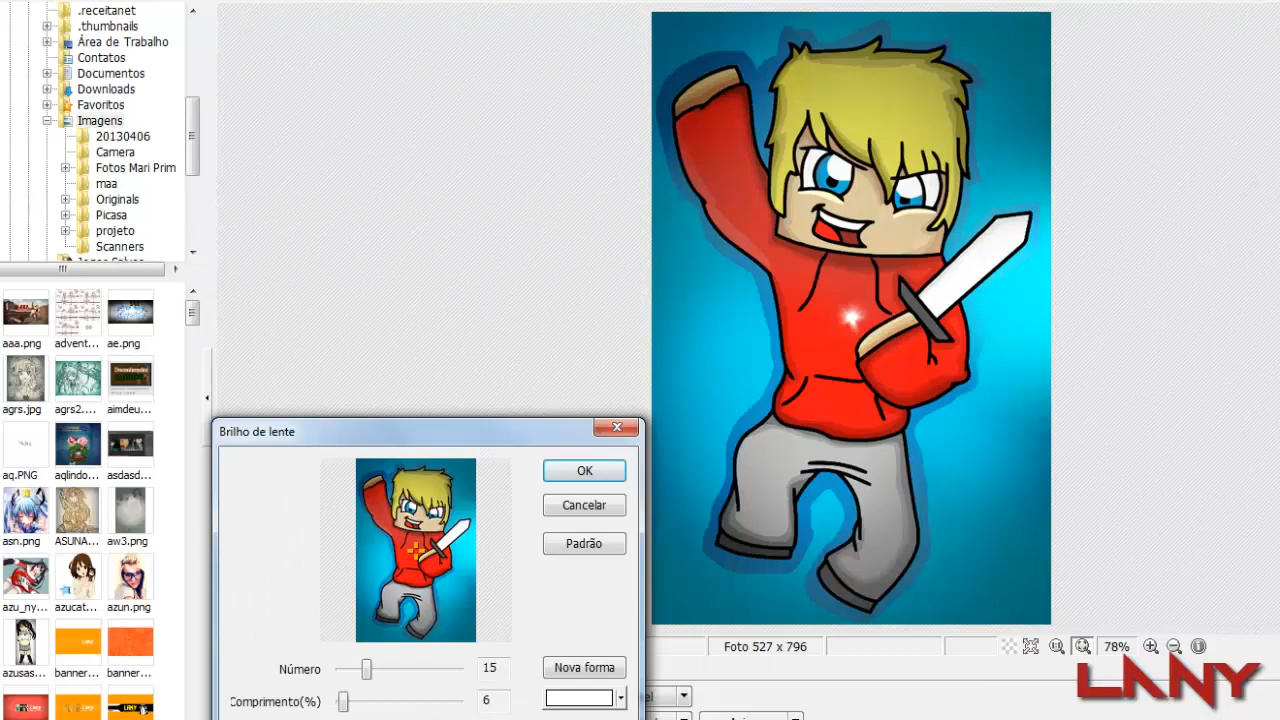 .receitanet
.thumbnails
Área de Trabalho
Contatos
Documentos
Downloads
Favoritos
Imagens
20130406
Camera
Fotos Mari Prim
maa
Originals
Picasa
projeto
Scanners
aaa.png advent... ae.png
agrs.jpg agrs2.... aimdeu...
aq.PNG aqlindo... asdasd...
asn.png ASUNA... aw3.png
azu_ny... azucat... azun.png
azusas... banner... banner...
Brilho de lente
OK
Cancelar
Padrão
Número 15 Nova forma
Comprimento(%) 6
Foto 527 x 796 78%
LANY